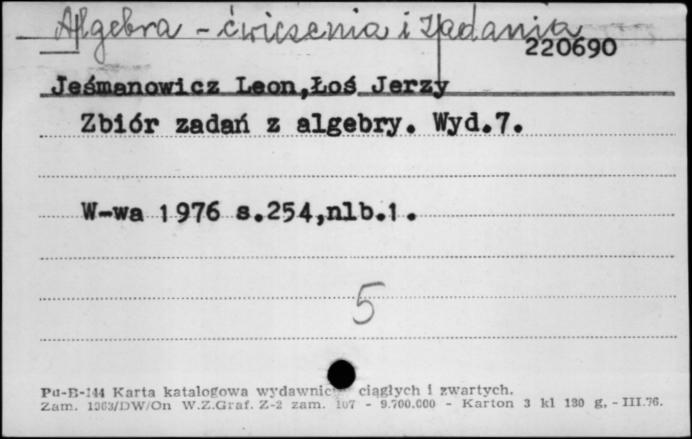 Algebra - ćwiczenia i zadania
220690
Jeśmanowicz Leon,Łoś Jerzy
Zbiór zadań z algebry. Wyd.7.
W-wa 1976 s.254,nlb.1.
5
Pu-B-144 Karta katalogowa wydawnic ciągłych i zwartych.
Zam. 1363/DW/On W.Z.Graf. Z-2 zam. 107 - 9.700.000 - Karton 3 kl 180 g. - III.76.